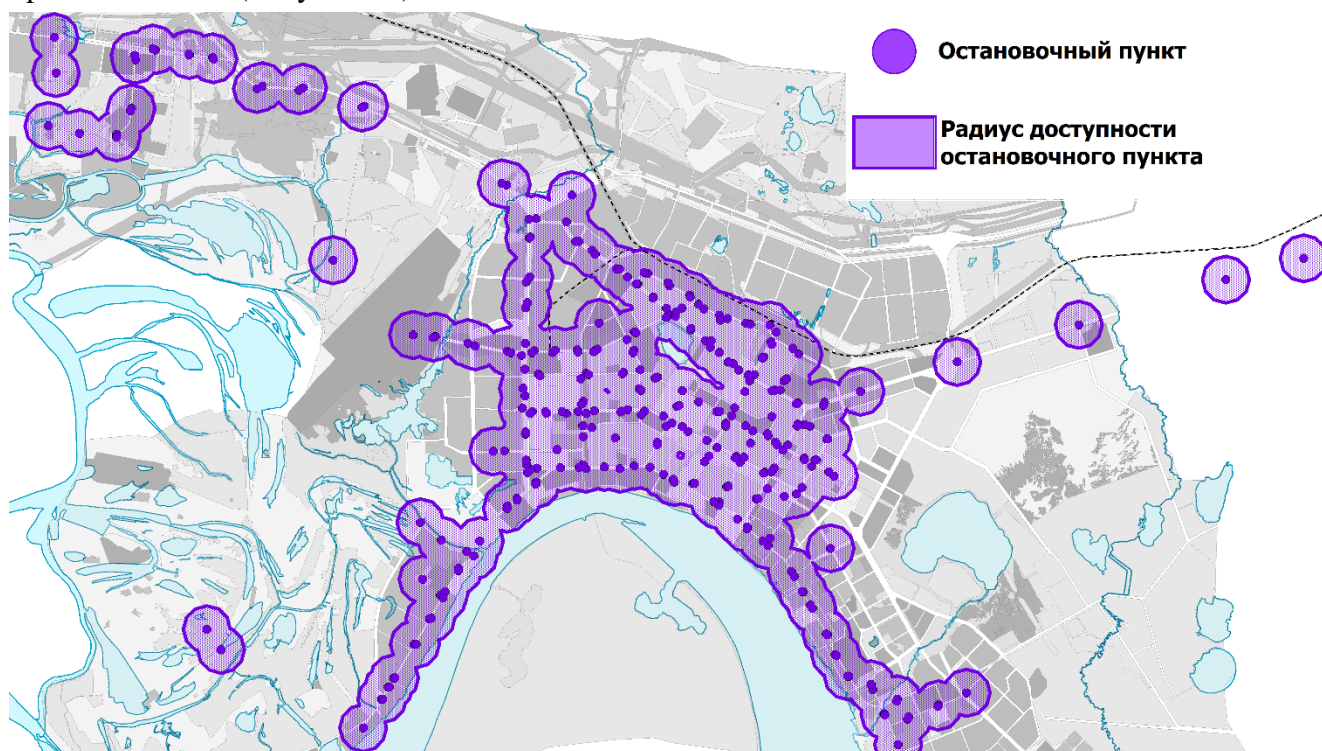 Остановочный пункт
Радиус доступности
остановочного пункта